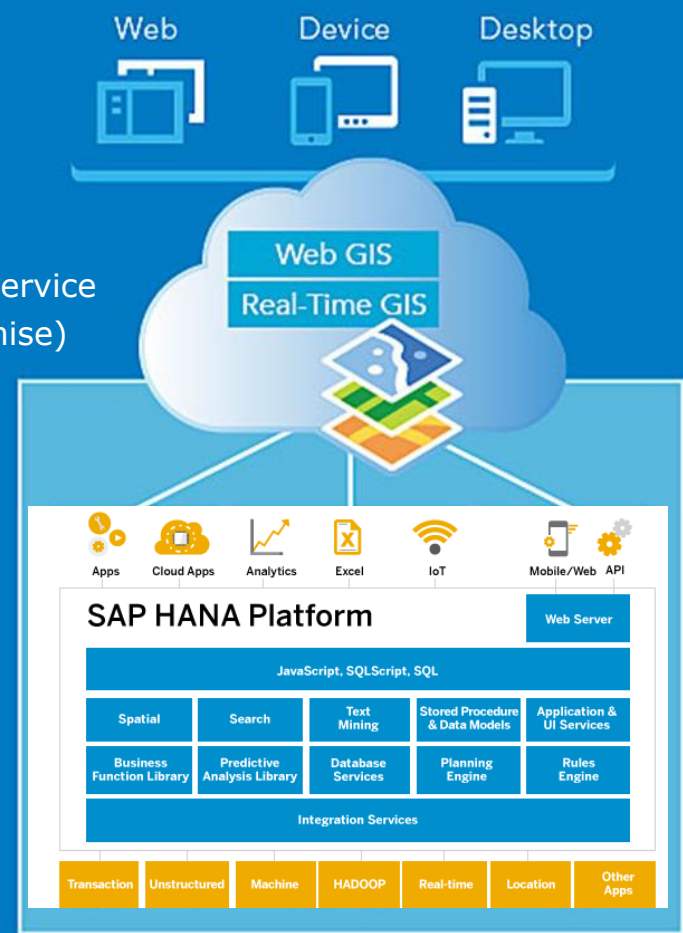 Web Device Desktop
Web GIS
Real-Time GIS
ervice
nise)
Apps Cloud Apps Analytics Excel IoT Mobile/Web API
X
SAP HANA Platform
Web Server
JavaScript, SQLScript, SQL
Spatial
Search
Text
Mining
Stored Procedure
& Data Models
Application &
UI Services
Business
Function Library
Predictive
Analysis Library
Database
Services
Planning
Engine
Rules
Engine
Integration Services
Transaction Unstructured Machine HADOOP Real-time Location
Other
Apps